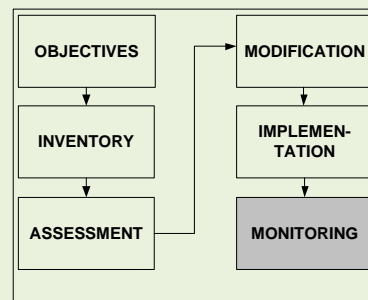 OBJECTIVES
INVENTORY
ASSESSMENT
MODIFICATION
IMPLEMEN-
TATION
MONITORING